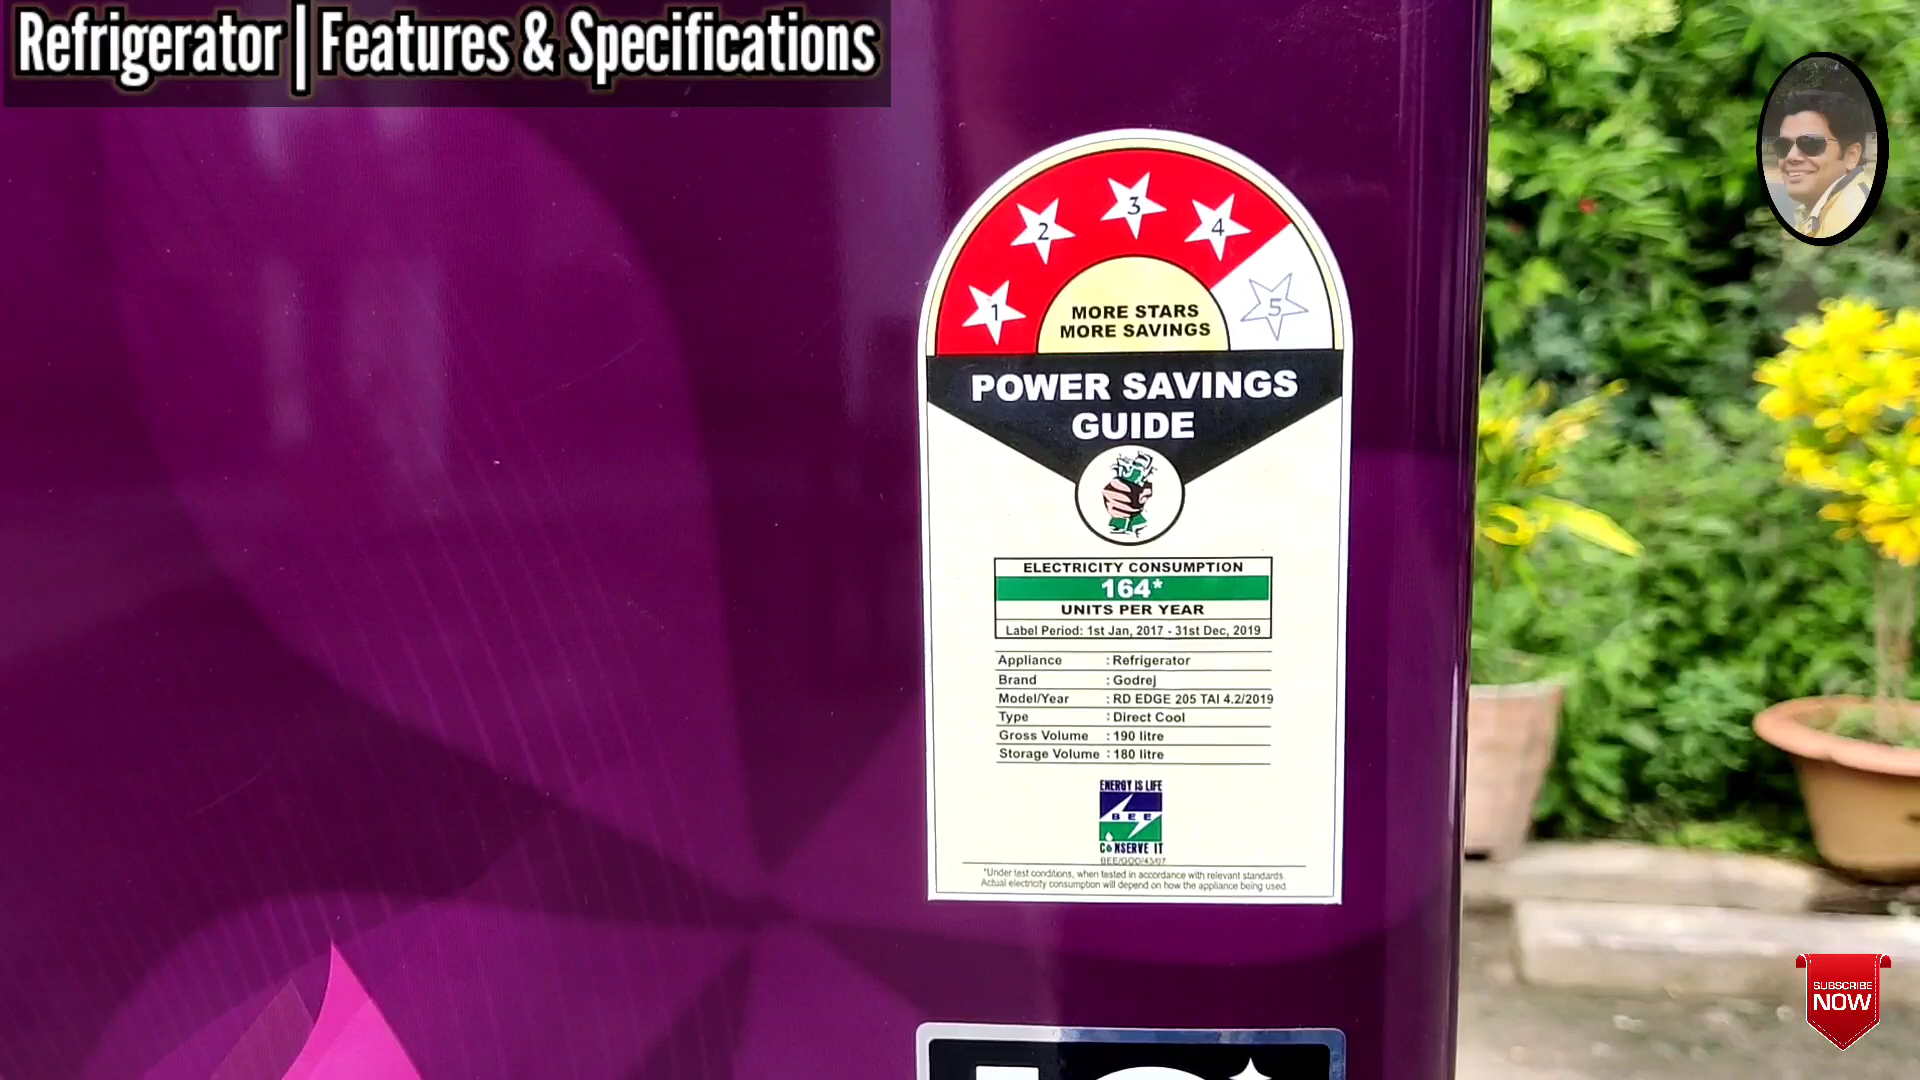 Refrigerator | Features & Specifications
1 2 3 4 5
MORE STARS
MORE SAVINGS
POWER SAVINGS
GUIDE
ELECTRICITY CONSUMPTION
164*
UNITS PER YEAR
Label Period: 1st Jan, 2017 - 31st Dec, 2019
Appliance : Refrigerator
Brand : Godrej
Model/Year : RD EDGE 205 TAI 4.2/2019
Type : Direct Cool
Gross Volume : 190 litre
Storage Volume : 180 litre
ENERGY IS LIFE
BEE
CONSERVE IT
BEE/GOO/43/07
*Under test conditions, when tested in accordance with relevant standards.
Actual electricity consumption will depend on how the appliance being used.
SUBSCRIBE
NOW